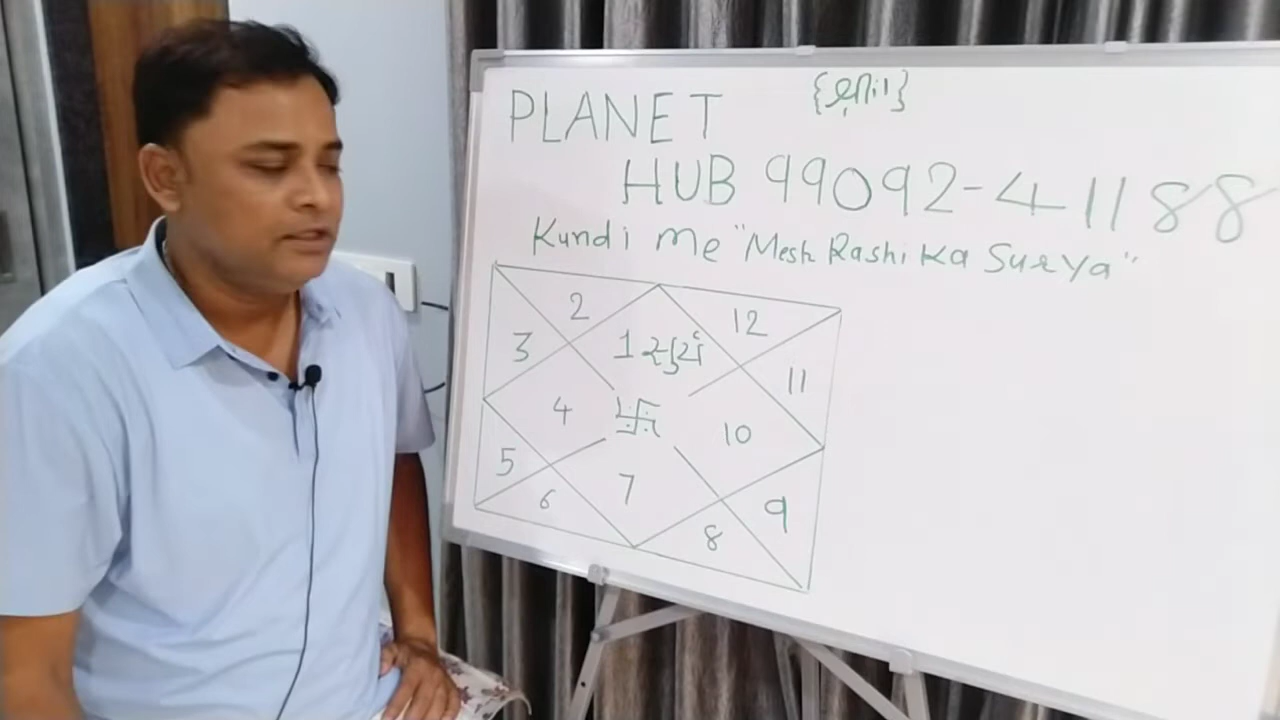 PLANET
HUB 99092-41188
Kundi me "Mesh Rashi Ka Surya"
2
12
3
1 સૂર્ય
11
4
10
5
7
9
6
8